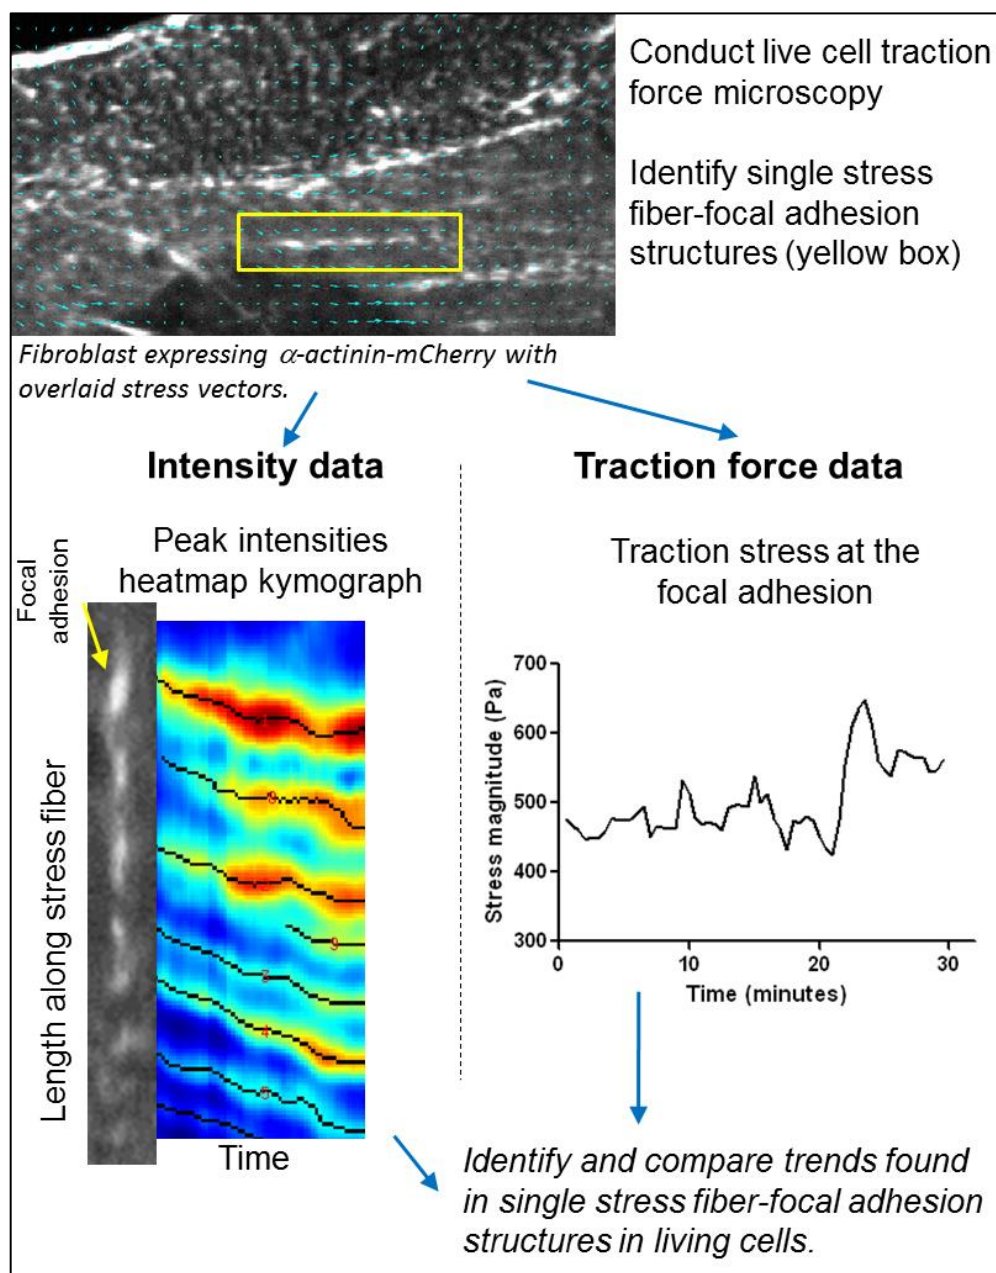 Conduct live cell traction
force microscopy
Identify single stress
fiber-focal adhesion
structures (yellow box)
Fibroblast expressing α-actinin-mCherry with
overlaid stress vectors.
Intensity data
Traction force data
Focal
adhesion
Peak intensities
heatmap kymograph
Length along stress fiber
9
3
4
Time
Traction stress at the
focal adhesion
Stress magnitude (Pa)
700
600
500
400
300
0
10
20
30
Time (minutes)
Identify and compare trends found
in single stress fiber-focal adhesion
structures in living cells.